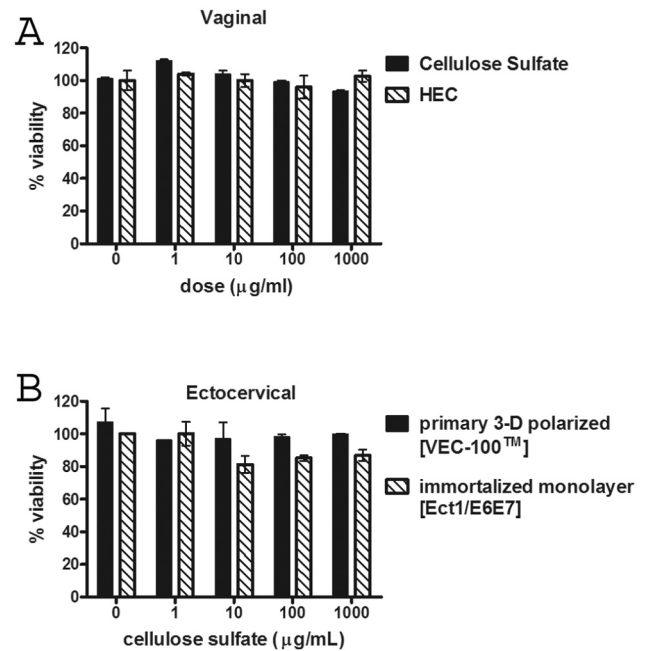 A
Vaginal
120
100
80
60
40
20
0
% viability
0 1 10 100 1000
dose (μg/ml)
Cellulose Sulfate
HEC
B
Ectocervical
120
100
80
60
40
20
0
% viability
0 1 10 100 1000
cellulose sulfate (μg/mL)
primary 3-D polarized
[VEC-100™]
immortalized monolayer
[Ect1/E6E7]